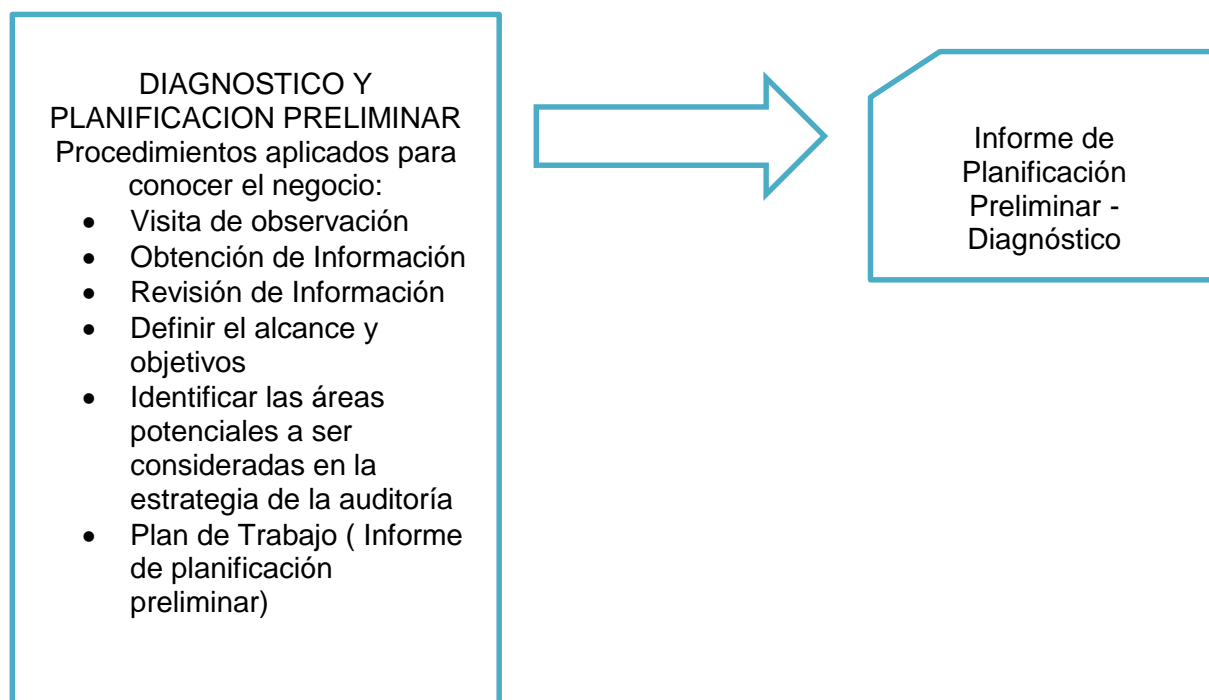 DIAGNOSTICO Y
PLANIFICACION PRELIMINAR
Procedimientos aplicados para
conocer el negocio:
• Visita de observación
• Obtención de Información
• Revisión de Información
• Definir el alcance y
objetivos
• Identificar las áreas
potenciales a ser
consideradas en la
estrategia de la auditoría
• Plan de Trabajo ( Informe
de planificación
preliminar)
Informe de
Planificación
Preliminar -
Diagnóstico